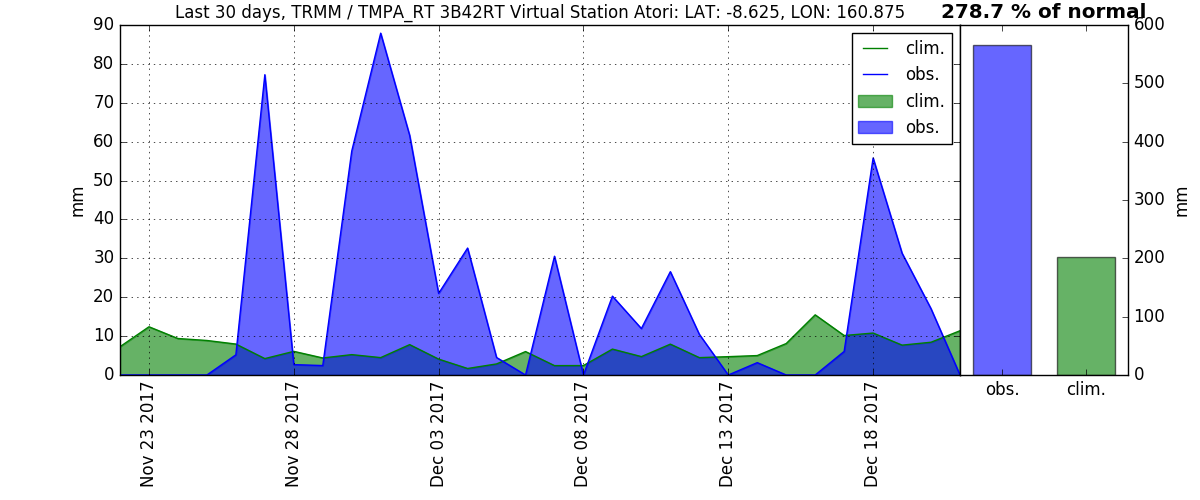 Last 30 days, TRMM / TMPA_RT 3B42RT Virtual Station Atori: LAT: -8.625, LON: 160.875
278.7 % of normal
90
80
70
60
50
40
30
20
10
0
mm
clim.
obs.
clim.
obs.
Nov 23 2017
Nov 28 2017
Dec 03 2017
Dec 08 2017
Dec 13 2017
Dec 18 2017
600
500
400
300
200
100
0
mm
obs.
clim.